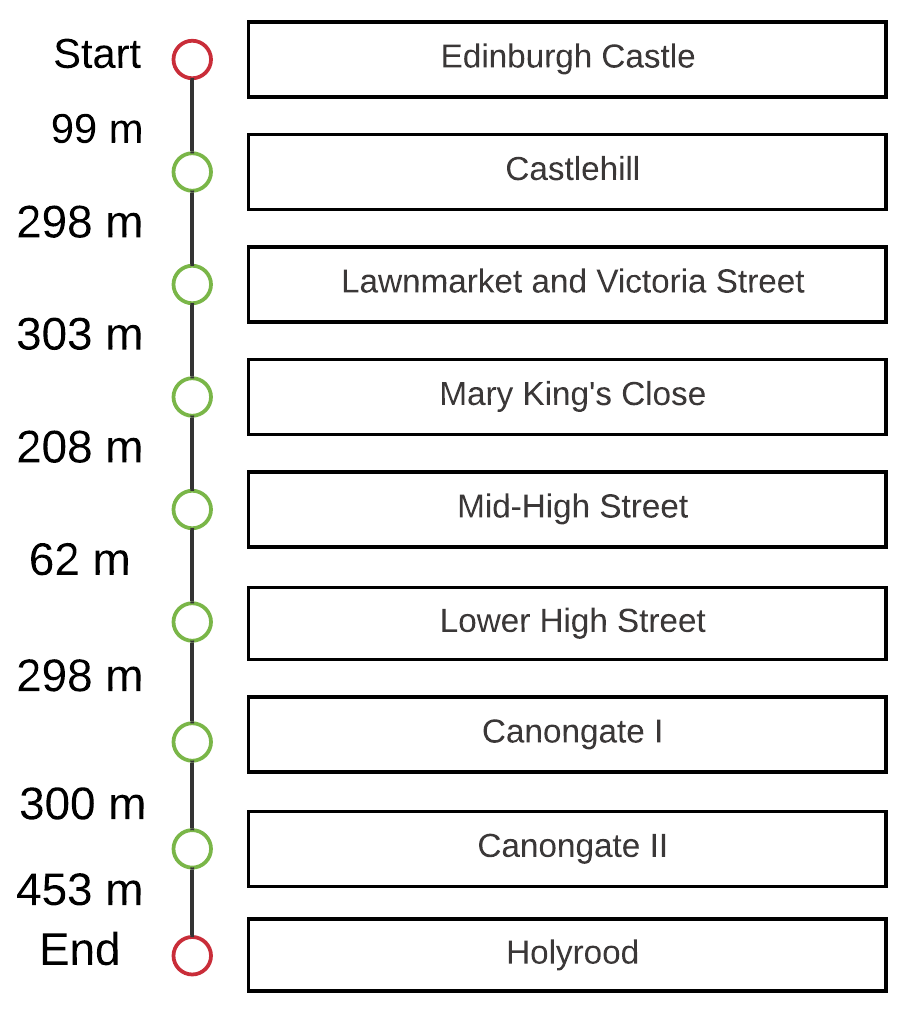 Start
Edinburgh Castle
99 m
Castlehill
298 m
Lawnmarket and Victoria Street
303 m
Mary King's Close
208 m
Mid-High Street
62 m
Lower High Street
298 m
Canongate I
300 m
Canongate II
453 m
End
Holyrood